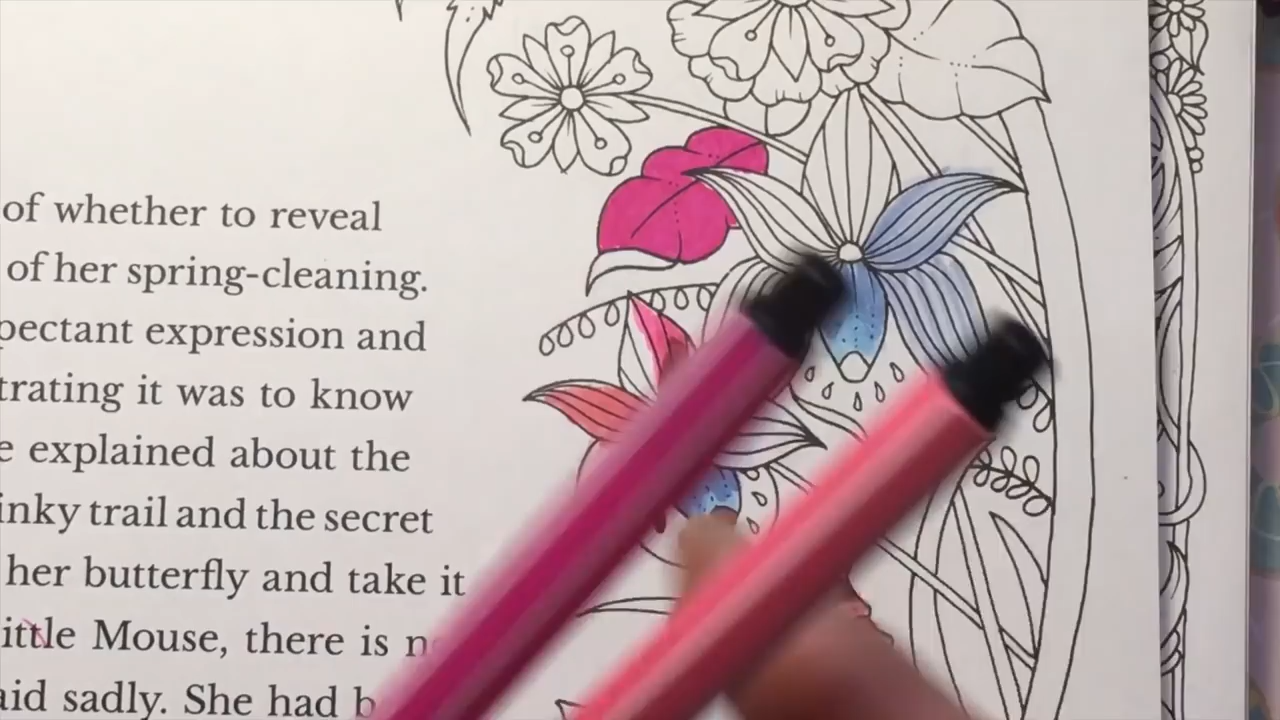 of whether to reveal
of her spring-cleaning.
pectant expression and
trating it was to know
e explained about the
inky trail and the secret
her butterfly and take it
ittle Mouse, there is n
aid sadly. She had b